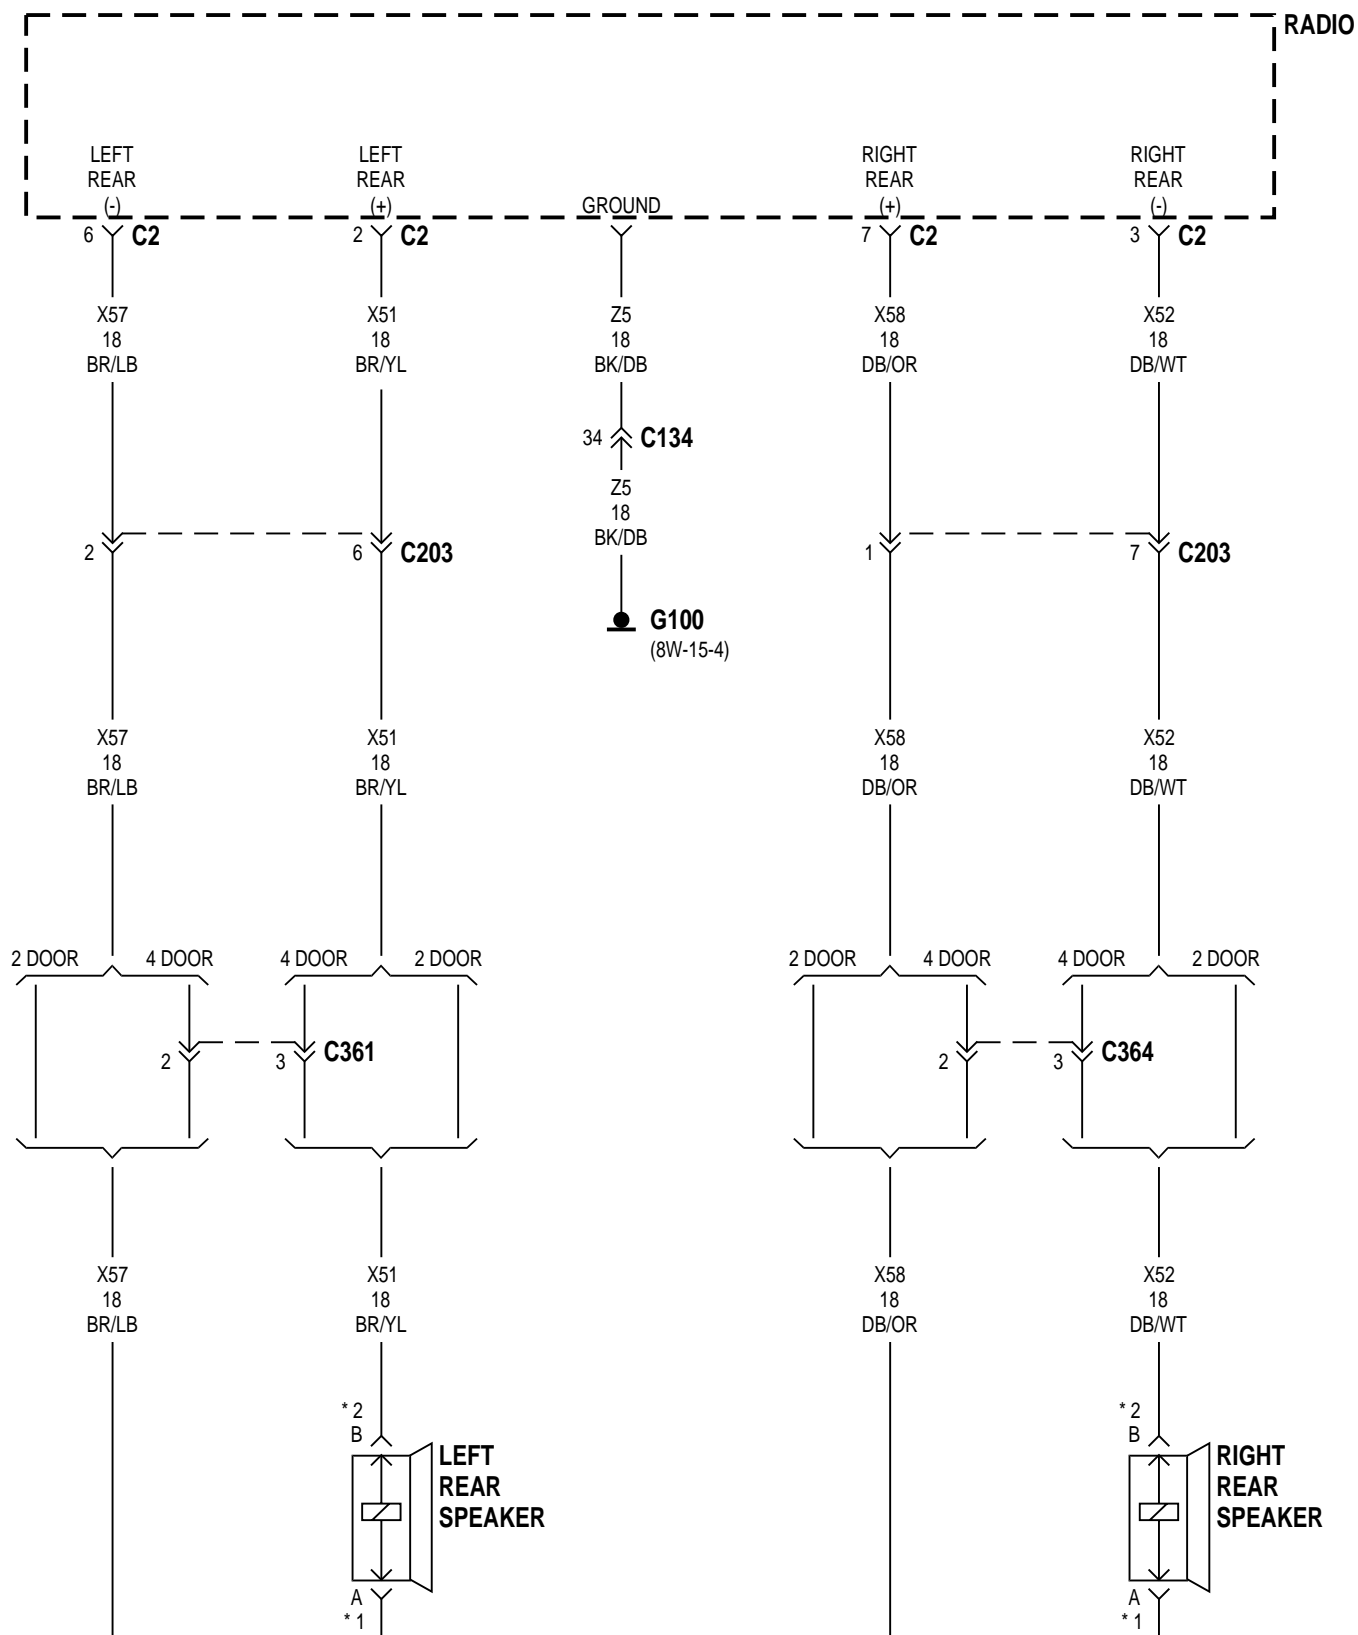 RADIO
LEFT REAR (-)
LEFT REAR (+)
GROUND
RIGHT REAR (+)
RIGHT REAR (-)
6 C2
2 C2
7 C2
3 C2
X57 18 BR/LB
X51 18 BR/YL
Z5 18 BK/DB
X58 18 DB/OR
X52 18 DB/WT
34 C134
Z5 18 BK/DB
2
6 C203
1
7 C203
G100
(8W-15-4)
X57 18 BR/LB
X51 18 BR/YL
X58 18 DB/OR
X52 18 DB/WT
2 DOOR
4 DOOR
4 DOOR
2 DOOR
2 DOOR
4 DOOR
4 DOOR
2 DOOR
2
3 C361
2
3 C364
X57 18 BR/LB
X51 18 BR/YL
X58 18 DB/OR
X52 18 DB/WT
* 2
B
LEFT
REAR
SPEAKER
A
* 1
* 2
B
RIGHT
REAR
SPEAKER
A
* 1